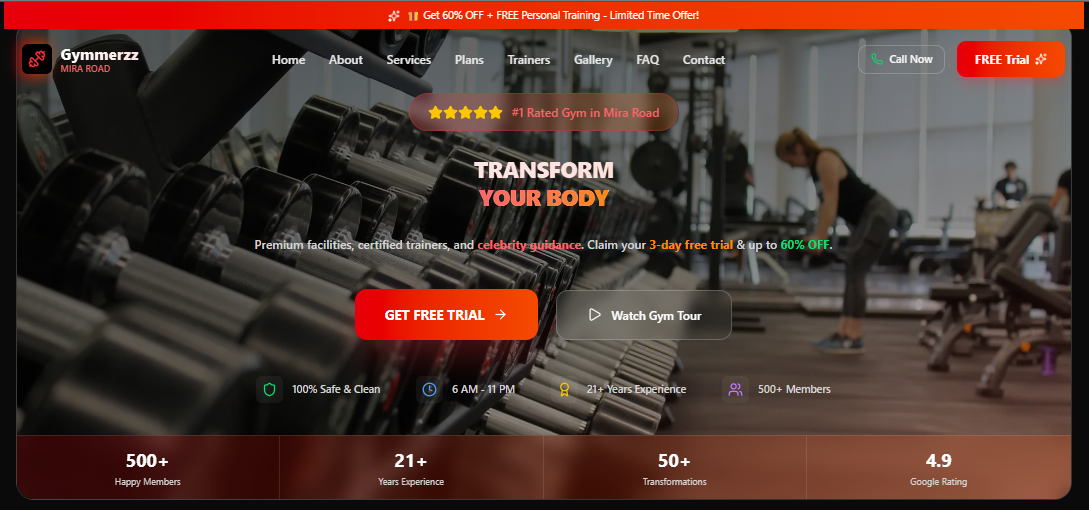 Get 60% OFF + FREE Personal Training - Limited Time Offer!
Gymmerzz
MIRA ROAD
Home About Services Plans Trainers Gallery FAQ Contact
Call Now
FREE Trial
#1 Rated Gym in Mira Road
TRANSFORM
YOUR BODY
Premium facilities, certified trainers, and celebrity guidance. Claim your 3-day free trial & up to 60% OFF.
GET FREE TRIAL
Watch Gym Tour
100% Safe & Clean 6 AM - 11 PM 21+ Years Experience 500+ Members
500+ 21+ 50+ 4.9
Happy Members Years Experience Transformations Google Rating